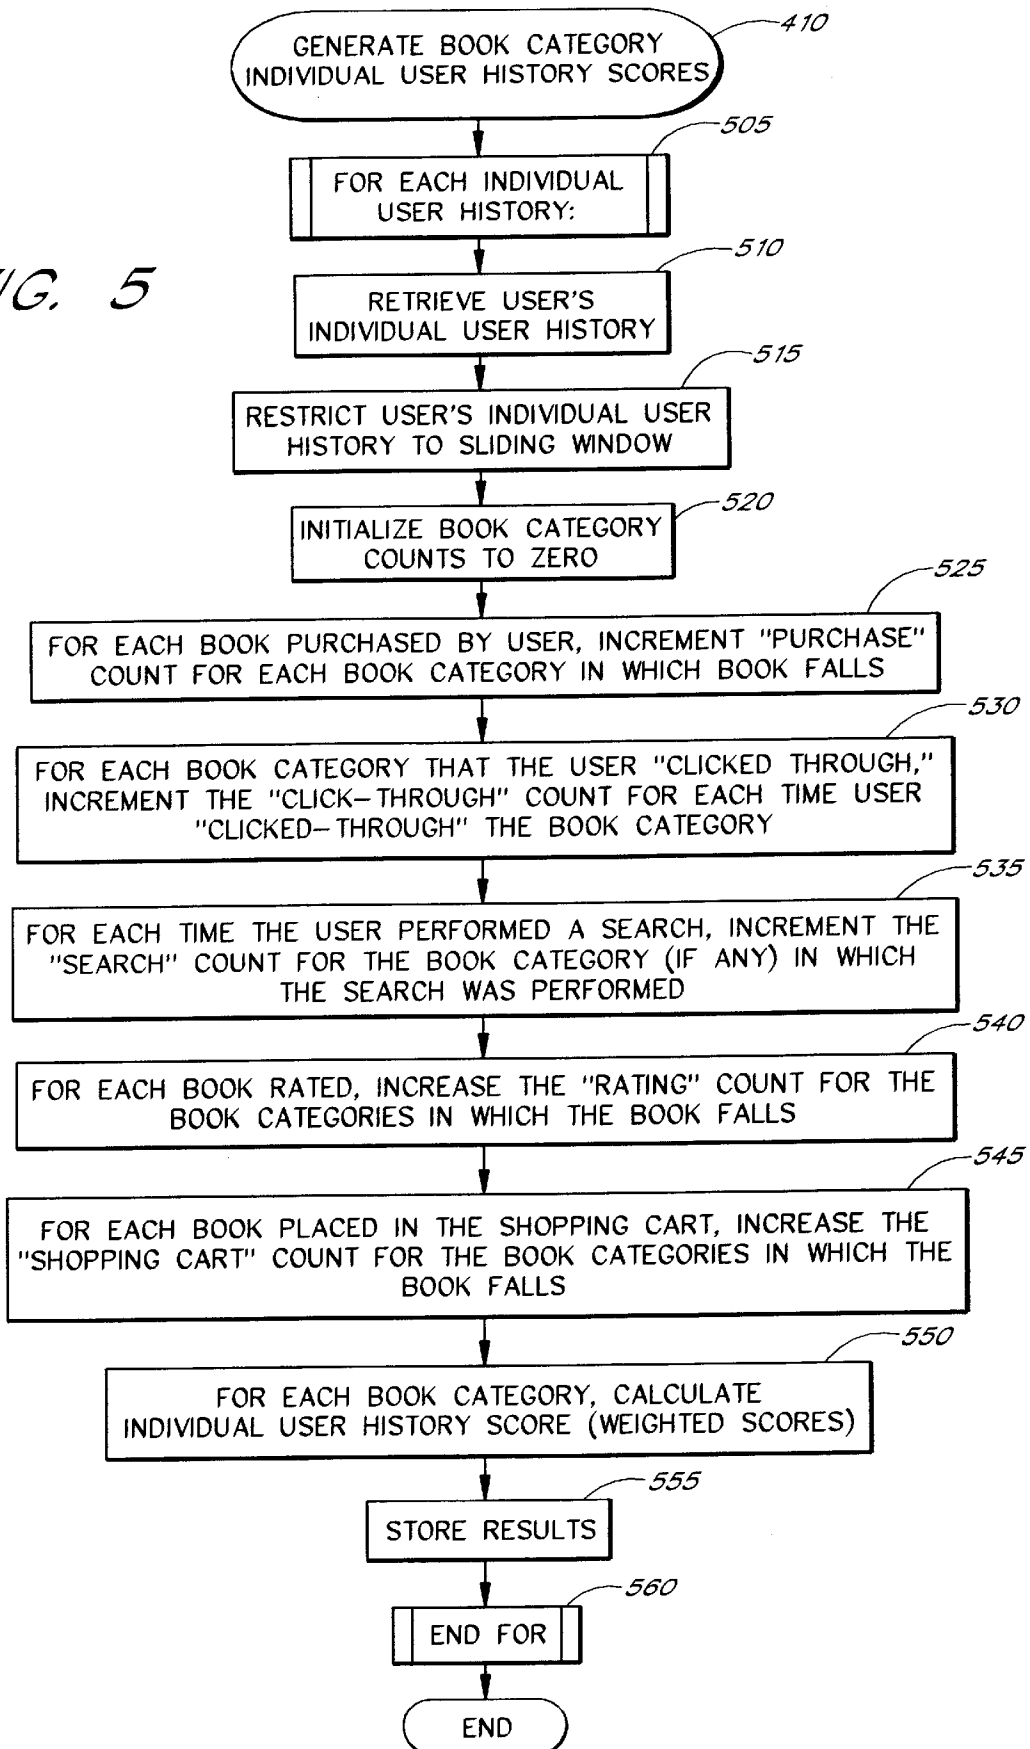 410
GENERATE BOOK CATEGORY
INDIVIDUAL USER HISTORY SCORES
505
FOR EACH INDIVIDUAL
USER HISTORY:
IG. 5
510
RETRIEVE USER'S
INDIVIDUAL USER HISTORY
515
RESTRICT USER'S INDIVIDUAL USER
HISTORY TO SLIDING WINDOW
520
INITIALIZE BOOK CATEGORY
COUNTS TO ZERO
525
FOR EACH BOOK PURCHASED BY USER, INCREMENT "PURCHASE"
COUNT FOR EACH BOOK CATEGORY IN WHICH BOOK FALLS
530
FOR EACH BOOK CATEGORY THAT THE USER "CLICKED THROUGH,"
INCREMENT THE "CLICK-THROUGH" COUNT FOR EACH TIME USER
"CLICKED-THROUGH" THE BOOK CATEGORY
535
FOR EACH TIME THE USER PERFORMED A SEARCH, INCREMENT THE
"SEARCH" COUNT FOR THE BOOK CATEGORY (IF ANY) IN WHICH
THE SEARCH WAS PERFORMED
540
FOR EACH BOOK RATED, INCREASE THE "RATING" COUNT FOR THE
BOOK CATEGORIES IN WHICH THE BOOK FALLS
545
FOR EACH BOOK PLACED IN THE SHOPPING CART, INCREASE THE
"SHOPPING CART" COUNT FOR THE BOOK CATEGORIES IN WHICH THE
BOOK FALLS
550
FOR EACH BOOK CATEGORY, CALCULATE
INDIVIDUAL USER HISTORY SCORE (WEIGHTED SCORES)
555
STORE RESULTS
560
END FOR
END